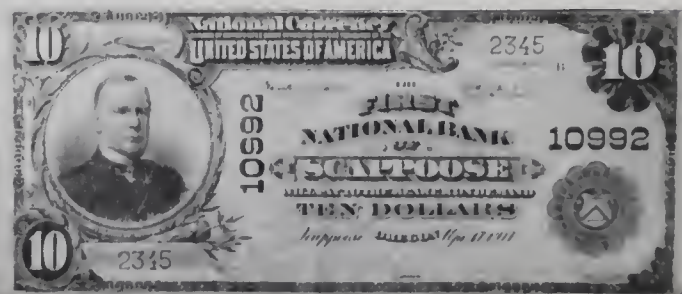 10
National Currency
UNITED STATES OF AMERICA
2345
10
10992
FIRST
NATIONAL BANK
OF
SCAPPOOSE
10992
TEN DOLLARS
Scappoose
10
2345